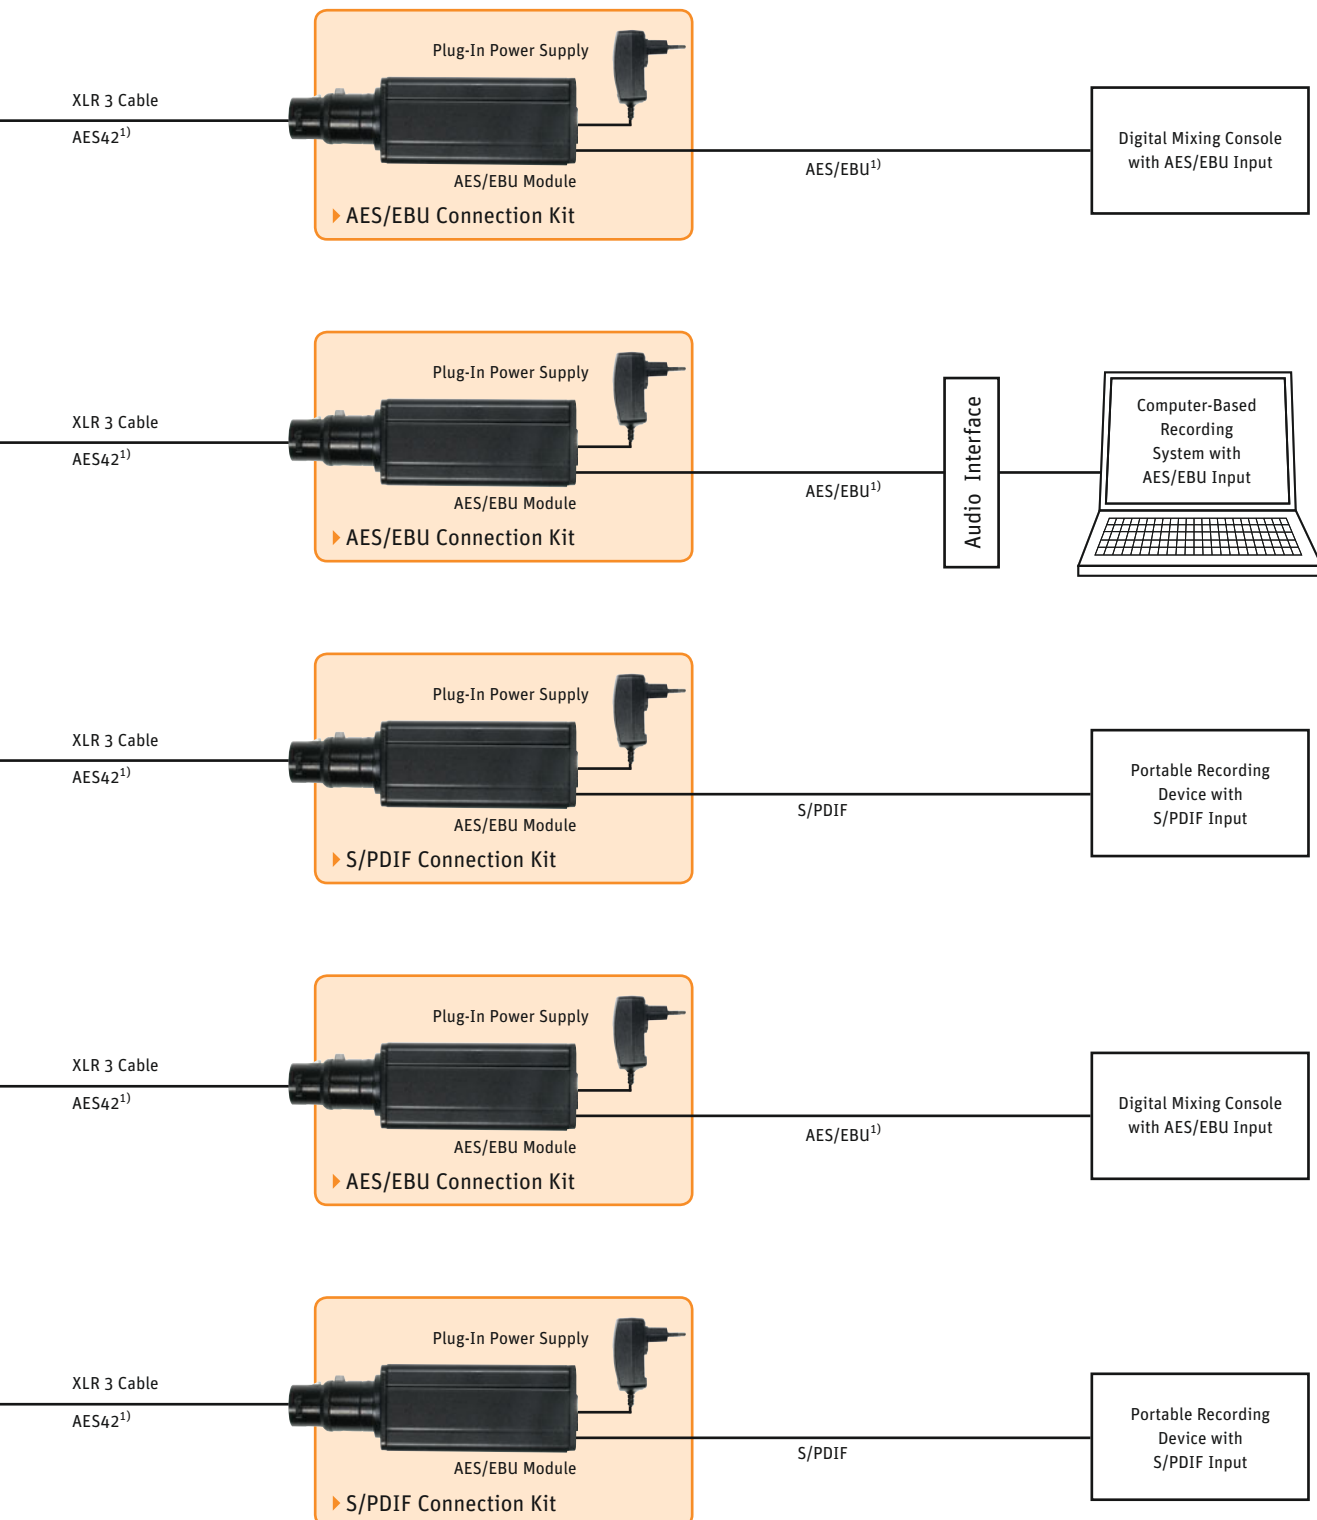 Plug-In Power Supply
XLR 3 Cable
AES42¹⁾
AES/EBU Module
AES/EBU Connection Kit
AES/EBU¹⁾
Digital Mixing Console
with AES/EBU Input
Plug-In Power Supply
XLR 3 Cable
AES42¹⁾
AES/EBU Module
AES/EBU Connection Kit
AES/EBU¹⁾
Audio Interface
Computer-Based
Recording
System with
AES/EBU Input
Plug-In Power Supply
XLR 3 Cable
AES42¹⁾
AES/EBU Module
S/PDIF Connection Kit
S/PDIF
Portable Recording
Device with
S/PDIF Input
Plug-In Power Supply
XLR 3 Cable
AES42¹⁾
AES/EBU Module
AES/EBU Connection Kit
AES/EBU¹⁾
Digital Mixing Console
with AES/EBU Input
Plug-In Power Supply
XLR 3 Cable
AES42¹⁾
AES/EBU Module
S/PDIF Connection Kit
S/PDIF
Portable Recording
Device with
S/PDIF Input